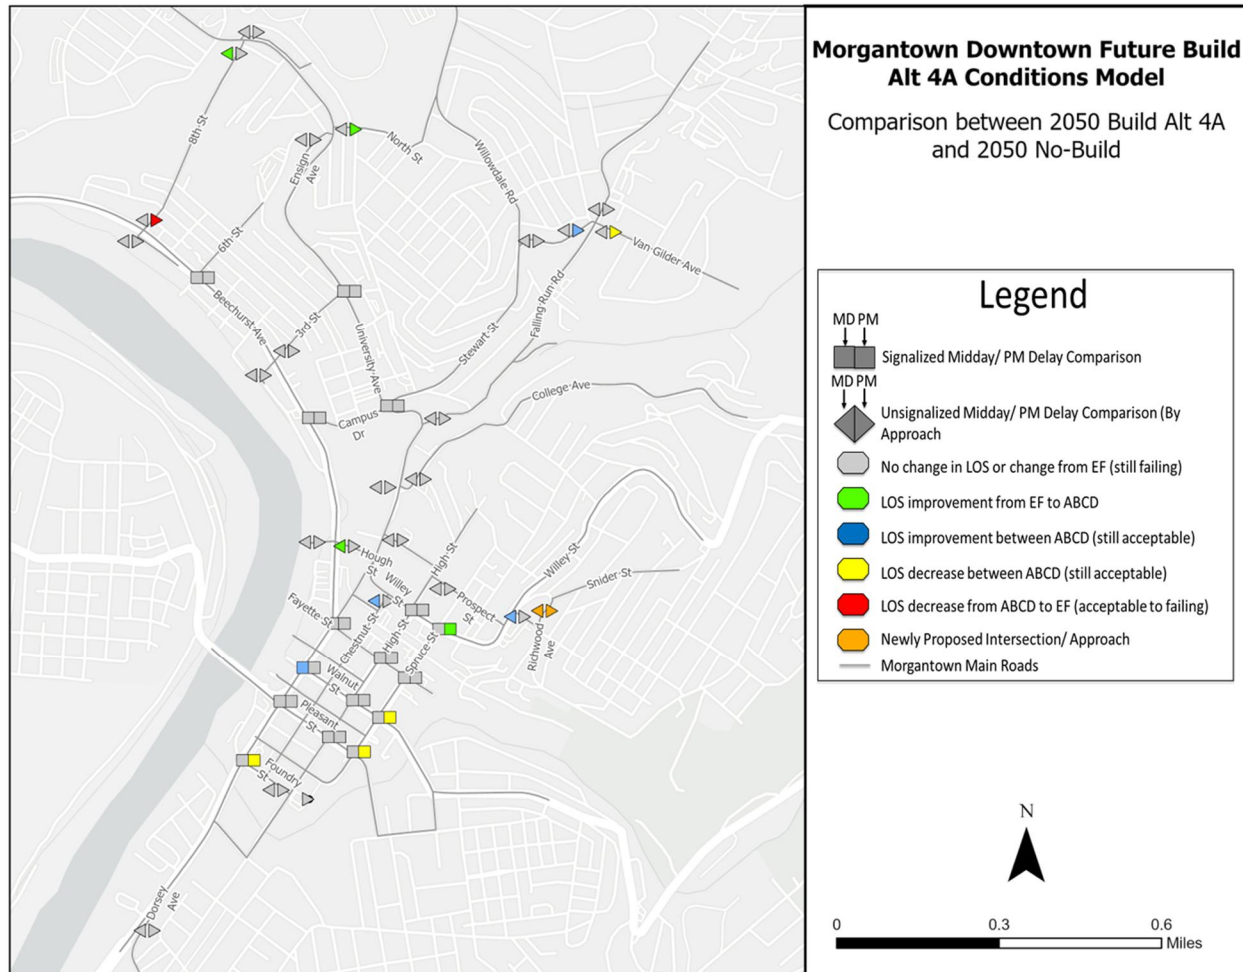 Morgantown Downtown Future Build
Alt 4A Conditions Model
Comparison between 2050 Build Alt 4A
and 2050 No-Build
Legend
MD PM
Signalized Midday/ PM Delay Comparison
MD PM
Unsignalized Midday/ PM Delay Comparison (By
Approach
No change in LOS or change from EF (still failing)
LOS improvement from EF to ABCD
LOS improvement between ABCD (still acceptable)
LOS decrease between ABCD (still acceptable)
LOS decrease from ABCD to EF (acceptable to failing)
Newly Proposed Intersection/ Approach
Morgantown Main Roads
N
0 0.3 0.6
Miles
8th St
Ensign
Ave
North St
Willowdale Rd
6th St
Van Gilder Ave
Beechurst Ave
3rd St
University Ave
Stewart St
Falling Run Rd
College Ave
Campus
Dr
Hough
St
High St
Willey St
Snider St
Willey
St
Prospect
St
Fayette St
Chestnut St
High St
Spruce St
Richwood
Ave
Walnut
St
Pleasant
St
Foundry
St
Dorsey
Ave